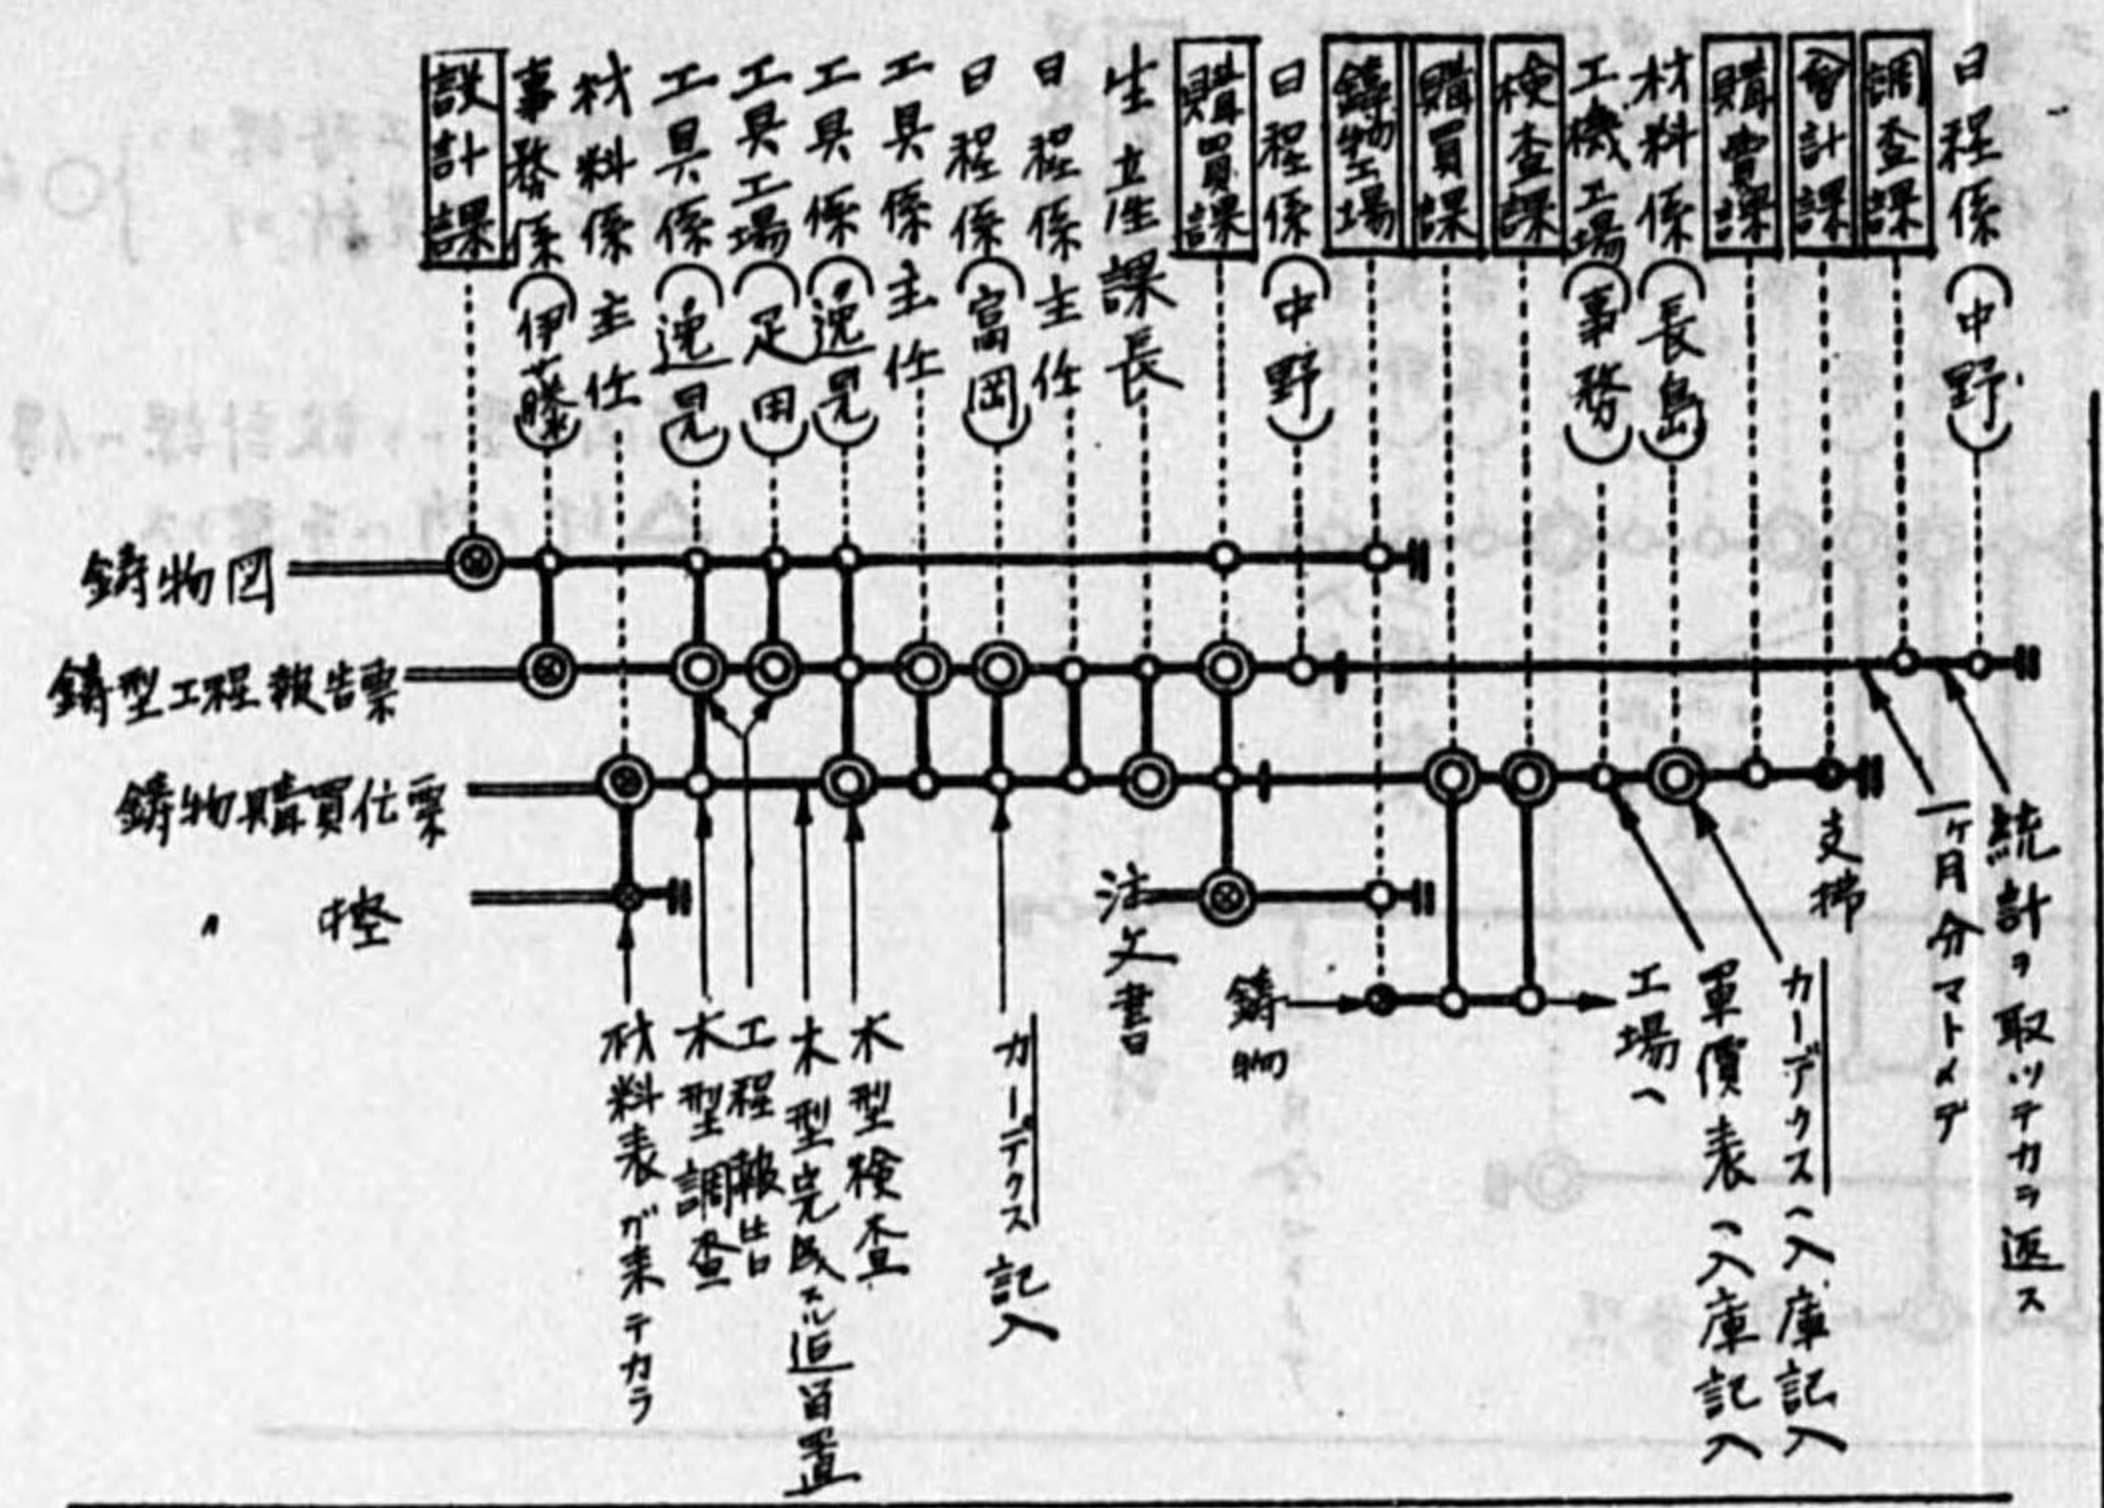 設計課
事務係(伊藤)
材料係主任
工具係(逸見)
工具工場(足田)
工具係(逸見)
工具係主任
日程係(富岡)
日程係主任
生産課長
購買課
日程係(中野)
鋳物工場
購買課
検査課
工機工場(事務)
材料係(長島)
購買課
會計課
調査課
日程係(中野)
鋳物図
鋳型工程報告票
鋳物購買伝票
〃 控
材料表ガ来テカラ
木型調査
工程報告
木型完成スル迠留置
木型検査
カーデクス記入
注文書
鋳物
工場へ
単價表へ入庫記入
カーデクスへ入庫記入
支拂
一ヶ月分マトメテ
統計ヲ取ッテカラ返ス